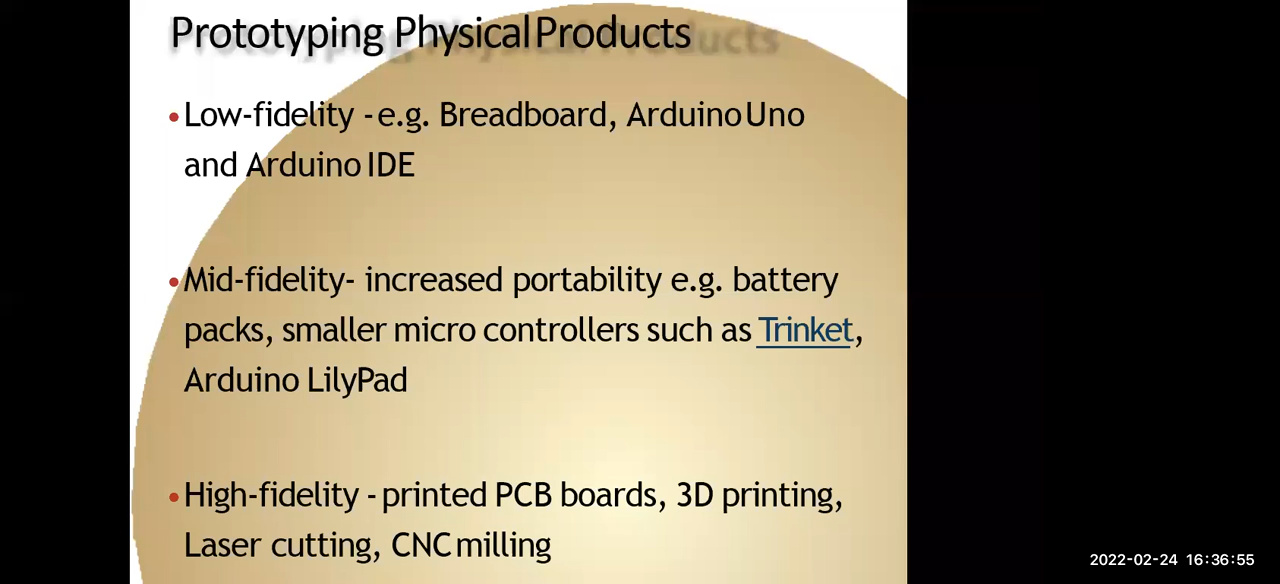 Prototyping Physical Products
•Low-fidelity - e.g. Breadboard, Arduino Uno
and Arduino IDE
•Mid-fidelity- increased portability e.g. battery
packs, smaller micro controllers such as Trinket,
Arduino LilyPad
•High-fidelity - printed PCB boards, 3D printing,
Laser cutting, CNC milling
2022-02-24 16:36:55